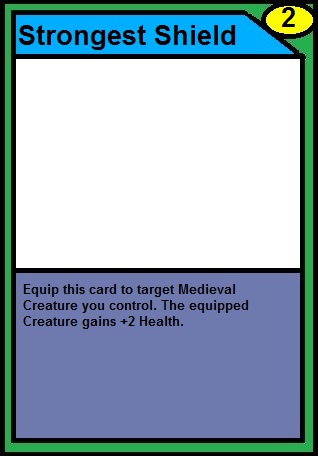 Strongest Shield
2
Equip this card to target Medieval
Creature you control. The equipped
Creature gains +2 Health.